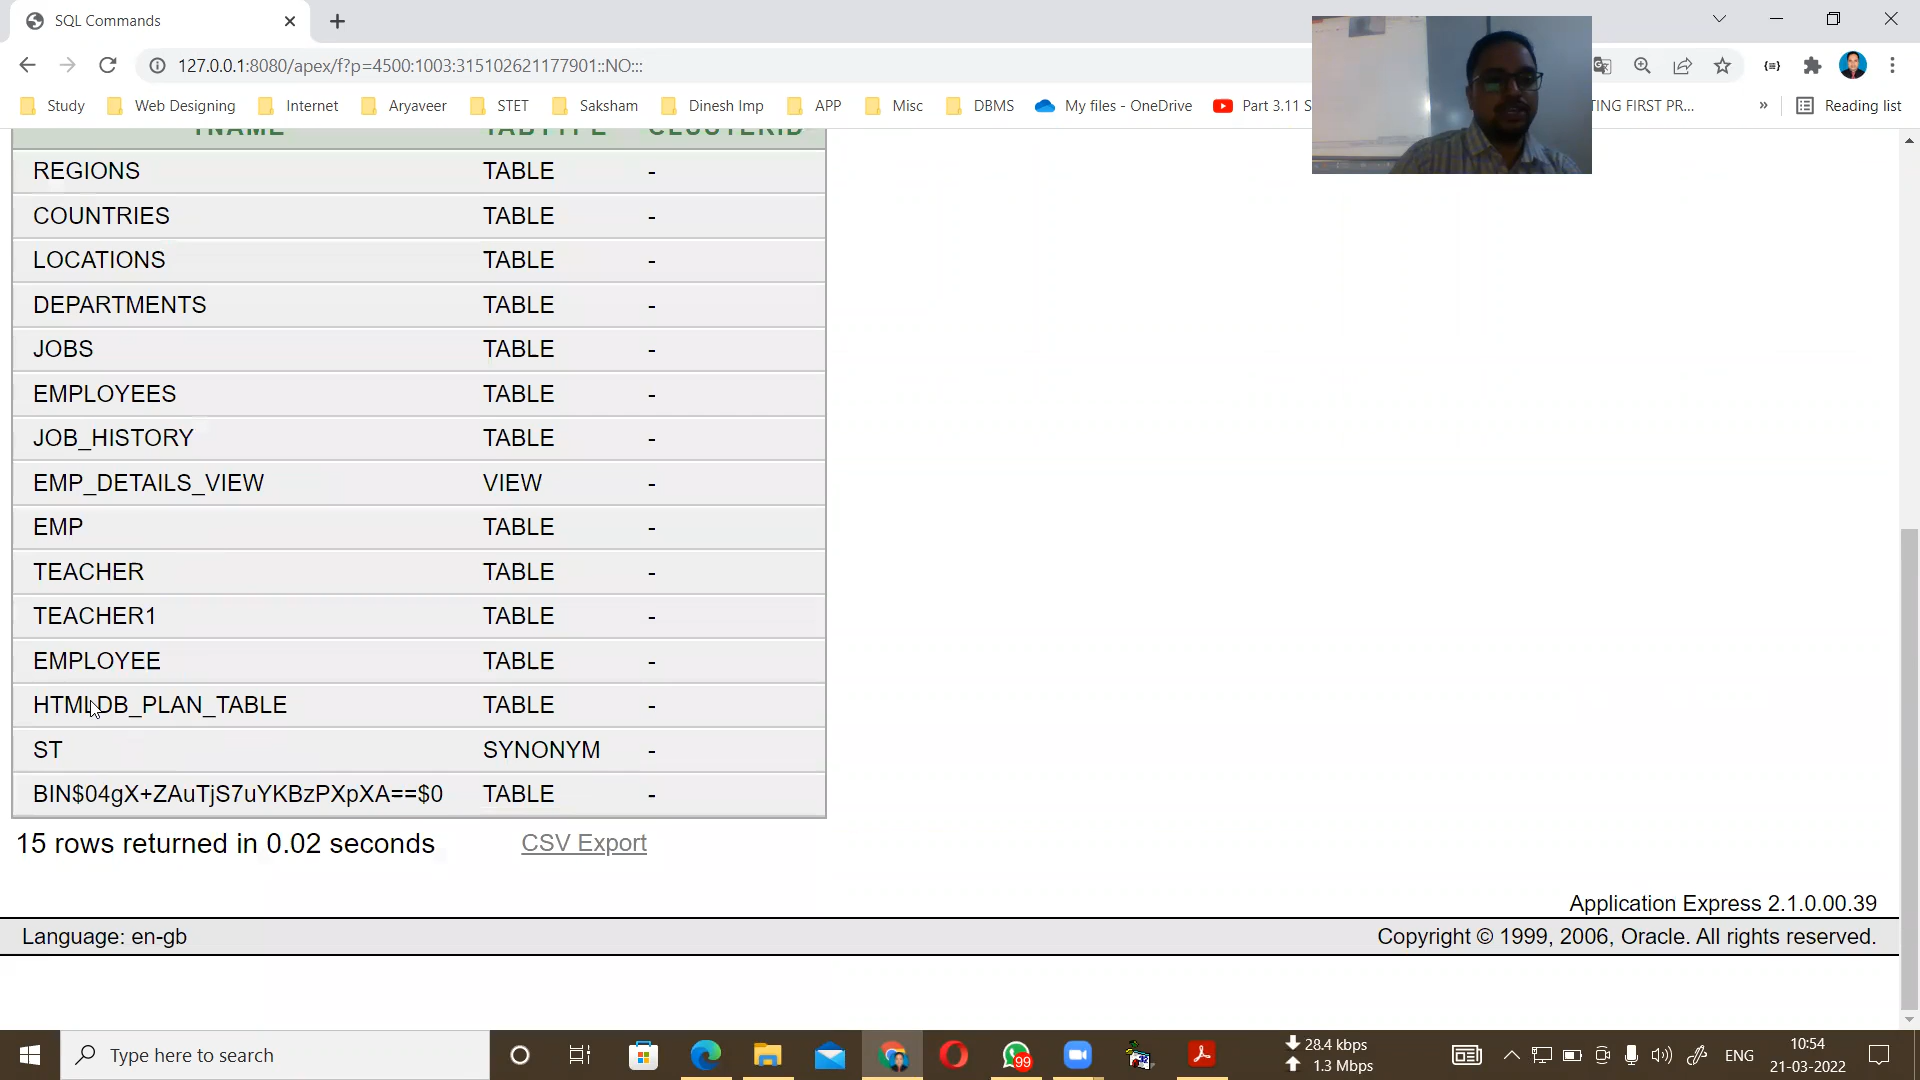 SQL Commands
127.0.0.1:8080/apex/f?p=4500:1003:315102621177901::NO:::
Study Web Designing Internet Aryaveer STET Saksham Dinesh Imp APP Misc DBMS My files - OneDrive Part 3.11 S TING FIRST PR... » Reading list
TNAME TABTYPE CLUSTERID
REGIONS TABLE -
COUNTRIES TABLE -
LOCATIONS TABLE -
DEPARTMENTS TABLE -
JOBS TABLE -
EMPLOYEES TABLE -
JOB_HISTORY TABLE -
EMP_DETAILS_VIEW VIEW -
EMP TABLE -
TEACHER TABLE -
TEACHER1 TABLE -
EMPLOYEE TABLE -
HTMLDB_PLAN_TABLE TABLE -
ST SYNONYM -
BIN$04gX+ZAuTjS7uYKBzPXpXA==$0 TABLE -
15 rows returned in 0.02 seconds CSV Export
Application Express 2.1.0.00.39
Language: en-gb Copyright © 1999, 2006, Oracle. All rights reserved.
Type here to search 99 28.4 kbps 1.3 Mbps ENG 10:54 21-03-2022